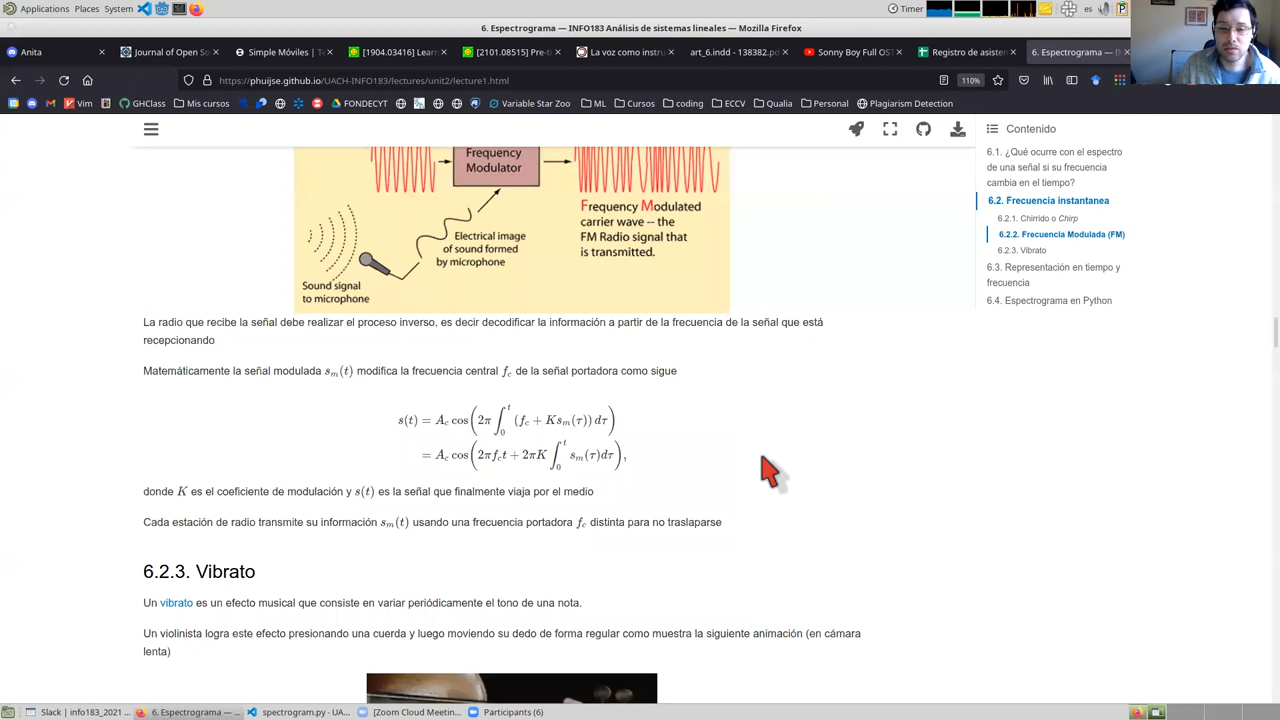 Applications Places System
Timer
es
6. Espectrograma — INFO183 Análisis de sistemas lineales — Mozilla Firefox
Anita
Journal of Open So
Simple Móviles | Tu
[1904.03416] Lear
[2101.08515] Pre-t
La voz como instru
art_6.indd - 138382.pd
Sonny Boy Full OST
Registro de asisten
6. Espectrograma — I
https://phuijse.github.io/UACH-INFO183/lectures/unit2/lecture1.html
110%
M Vim
GHClass
Mis cursos
FONDECYT
Variable Star Zoo
ML
Cursos
coding
ECCV
Qualia
Personal
Plagiarism Detection
Contenido
6.1. ¿Qué ocurre con el espectro
de una señal si su frecuencia
cambia en el tiempo?
6.2. Frecuencia instantanea
6.2.1. Chirrido o Chirp
6.2.2. Frecuencia Modulada (FM)
6.2.3. Vibrato
6.3. Representación en tiempo y
frecuencia
6.4. Espectrograma en Python
Frequency
Modulator
Frequency Modulated
carrier wave -- the
FM Radio signal that
is transmitted.
Electrical image
of sound formed
by microphone
Sound signal
to microphone
La radio que recibe la señal debe realizar el proceso inverso, es decir decodificar la información a partir de la frecuencia de la señal que está
recepcionando
Matemáticamente la señal modulada s_m(t) modifica la frecuencia central f_c de la señal portadora como sigue
s(t) = A_c cos(2π ∫_0^t (f_c + K s_m(τ)) dτ)
= A_c cos(2π f_c t + 2πK ∫_0^t s_m(τ)dτ),
donde K es el coeficiente de modulación y s(t) es la señal que finalmente viaja por el medio
Cada estación de radio transmite su información s_m(t) usando una frecuencia portadora f_c distinta para no traslaparse
6.2.3. Vibrato
Un vibrato es un efecto musical que consiste en variar periódicamente el tono de una nota.
Un violinista logra este efecto presionando una cuerda y luego moviendo su dedo de forma regular como muestra la siguiente animación (en cámara
lenta)
Slack | info183_2021 ...
6. Espectrograma — ...
spectrogram.py - UA...
[Zoom Cloud Meetin...
Participants (6)